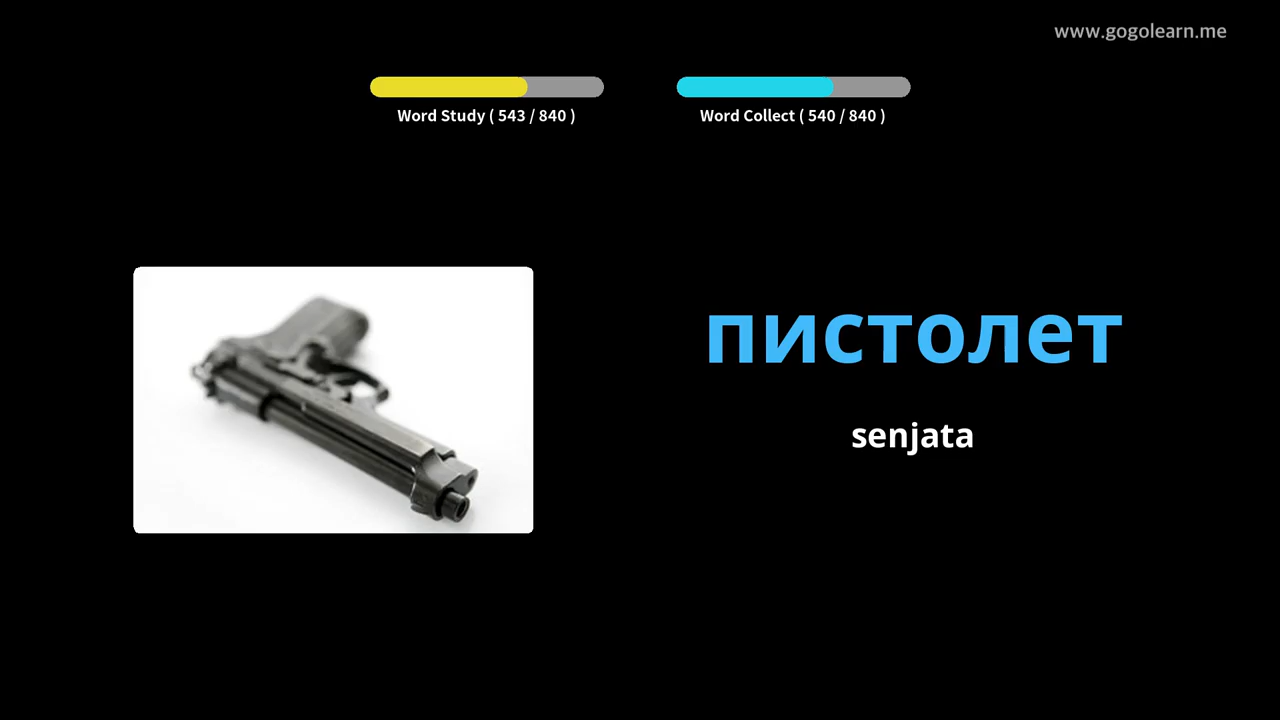 www.gogolearn.me
Word Study ( 543 / 840 )
Word Collect ( 540 / 840 )
пистолет
senjata